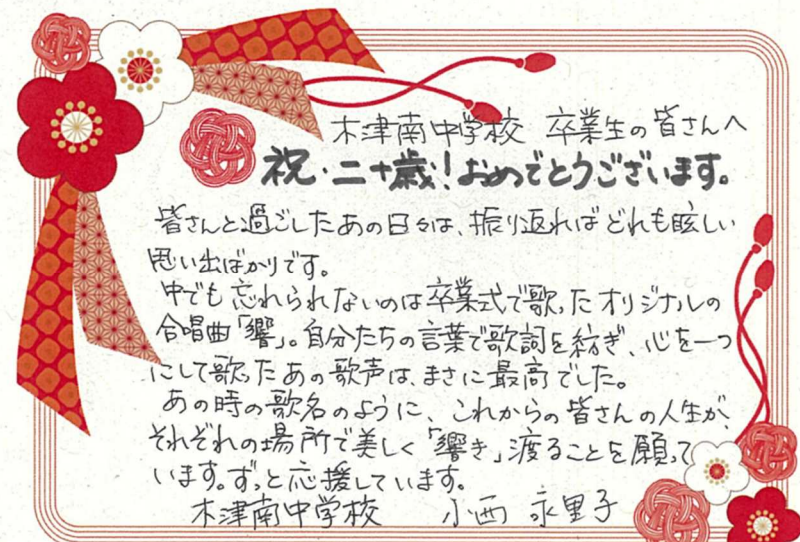 木津南中学校 卒業生の皆さんへ
祝・二十歳!おめでとうございます。
皆さんと過ごしたあの日々は、振り返ればどれも眩しい
思い出ばかりです。
中でも忘れられないのは卒業式で歌ったオリジナルの
合唱曲「響」。自分たちの言葉で歌詞を紡ぎ、心を一つ
にして歌ったあの歌声は、まさに最高でした。
あの時の歌名のように、これからの皆さんの人生が、
それぞれの場所で美しく「響き」渡ることを願って
います。ずっと応援しています。
木津南中学校 小西 永里子